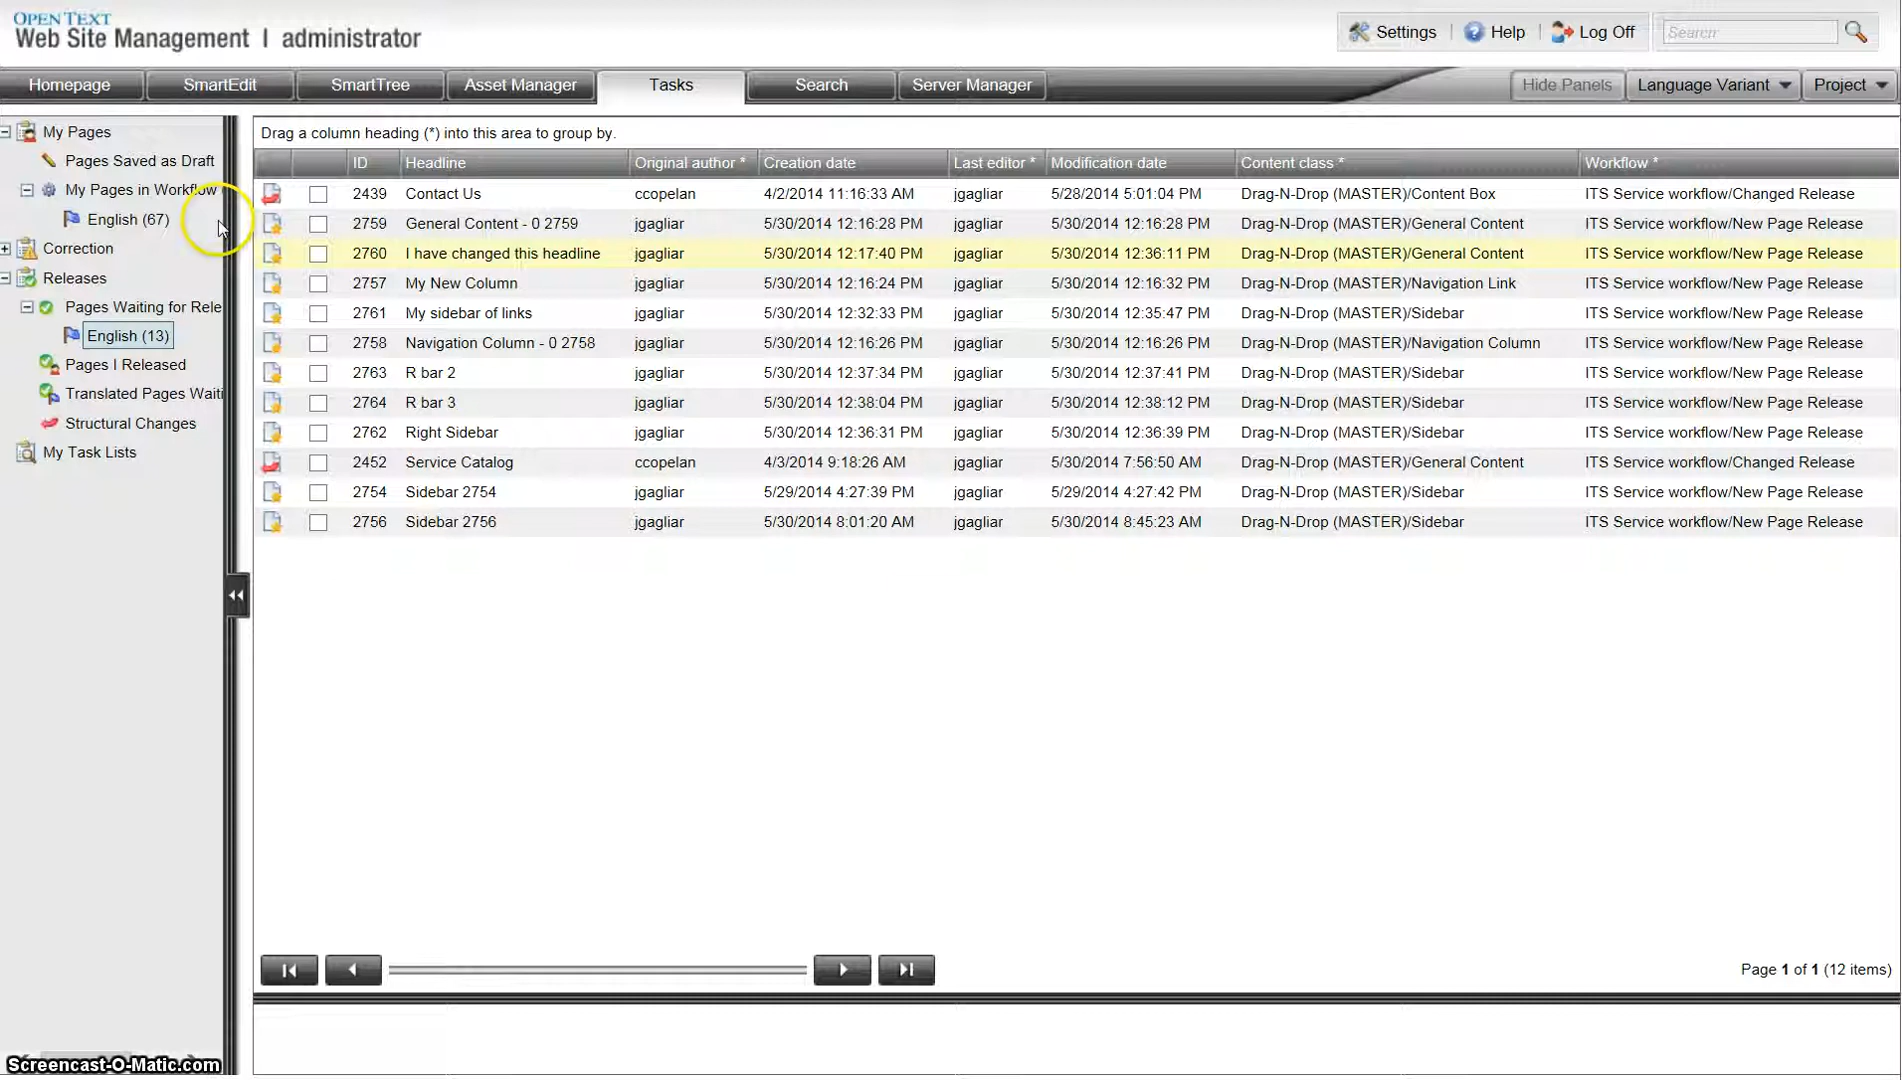 OPEN TEXT
Web Site Management | administrator
Settings
Help
Log Off
Search
Homepage
SmartEdit
SmartTree
Asset Manager
Tasks
Search
Server Manager
Hide Panels
Language Variant
Project
My Pages
Pages Saved as Draft
My Pages in Workflow
English (67)
Correction
Releases
Pages Waiting for Rele
English (13)
Pages I Released
Translated Pages Waiti
Structural Changes
My Task Lists
Drag a column heading (*) into this area to group by.
ID Headline Original author * Creation date Last editor * Modification date Content class * Workflow *
2439 Contact Us ccopelan 4/2/2014 11:16:33 AM jgagliar 5/28/2014 5:01:04 PM Drag-N-Drop (MASTER)/Content Box ITS Service workflow/Changed Release
2759 General Content - 0 2759 jgagliar 5/30/2014 12:16:28 PM jgagliar 5/30/2014 12:16:28 PM Drag-N-Drop (MASTER)/General Content ITS Service workflow/New Page Release
2760 I have changed this headline jgagliar 5/30/2014 12:17:40 PM jgagliar 5/30/2014 12:36:11 PM Drag-N-Drop (MASTER)/General Content ITS Service workflow/New Page Release
2757 My New Column jgagliar 5/30/2014 12:16:24 PM jgagliar 5/30/2014 12:16:32 PM Drag-N-Drop (MASTER)/Navigation Link ITS Service workflow/New Page Release
2761 My sidebar of links jgagliar 5/30/2014 12:32:33 PM jgagliar 5/30/2014 12:35:47 PM Drag-N-Drop (MASTER)/Sidebar ITS Service workflow/New Page Release
2758 Navigation Column - 0 2758 jgagliar 5/30/2014 12:16:26 PM jgagliar 5/30/2014 12:16:26 PM Drag-N-Drop (MASTER)/Navigation Column ITS Service workflow/New Page Release
2763 R bar 2 jgagliar 5/30/2014 12:37:34 PM jgagliar 5/30/2014 12:37:41 PM Drag-N-Drop (MASTER)/Sidebar ITS Service workflow/New Page Release
2764 R bar 3 jgagliar 5/30/2014 12:38:04 PM jgagliar 5/30/2014 12:38:12 PM Drag-N-Drop (MASTER)/Sidebar ITS Service workflow/New Page Release
2762 Right Sidebar jgagliar 5/30/2014 12:36:31 PM jgagliar 5/30/2014 12:36:39 PM Drag-N-Drop (MASTER)/Sidebar ITS Service workflow/New Page Release
2452 Service Catalog ccopelan 4/3/2014 9:18:26 AM jgagliar 5/30/2014 7:56:50 AM Drag-N-Drop (MASTER)/General Content ITS Service workflow/Changed Release
2754 Sidebar 2754 jgagliar 5/29/2014 4:27:39 PM jgagliar 5/29/2014 4:27:42 PM Drag-N-Drop (MASTER)/Sidebar ITS Service workflow/New Page Release
2756 Sidebar 2756 jgagliar 5/30/2014 8:01:20 AM jgagliar 5/30/2014 8:45:23 AM Drag-N-Drop (MASTER)/Sidebar ITS Service workflow/New Page Release
Page 1 of 1 (12 items)
Screencast-O-Matic.com